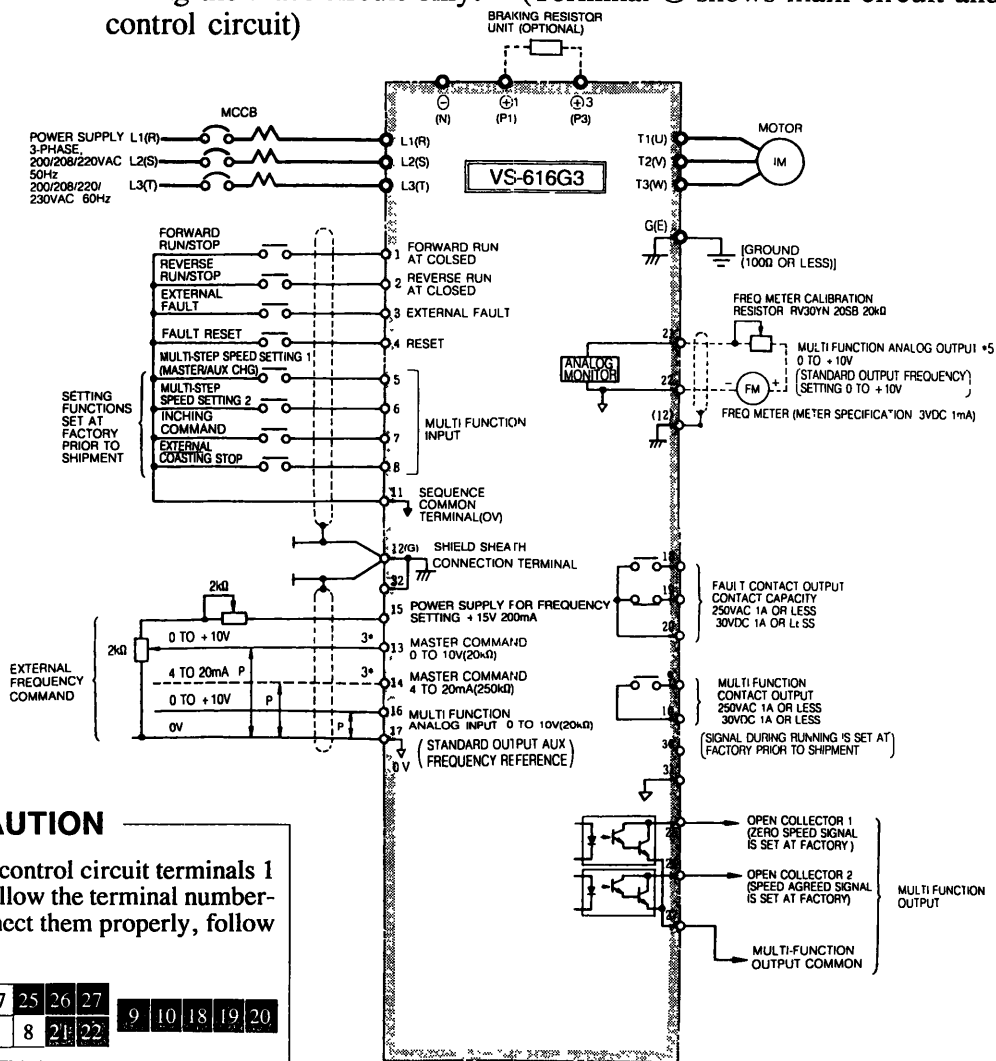 control circuit)
BRAKING RESISTOR
UNIT (OPTIONAL)
⊖
(N)
⊕1
(P1)
⊕3
(P3)
MCCB
POWER SUPPLY L1(R)
3-PHASE,
200/208/220VAC L2(S)
50Hz
200/208/220/ L3(T)
230VAC 60Hz
L1(R)
L2(S)
L3(T)
VS-616G3
T1(U)
T2(V)
T3(W)
MOTOR
IM
G(E)
[GROUND
(100Ω OR LESS)]
FORWARD
RUN/STOP
1 FORWARD RUN
AT COLSED
REVERSE
RUN/STOP
2 REVERSE RUN
AT CLOSED
EXTERNAL
FAULT
3 EXTERNAL FAULT
FAULT RESET
4 RESET
MULTI-STEP SPEED SETTING 1
(MASTER/AUX CHG)
5
MULTI-STEP
SPEED SETTING 2
6
INCHING
COMMAND
7
EXTERNAL
COASTING STOP
8
SETTING
FUNCTIONS
SET AT
FACTORY
PRIOR TO
SHIPMENT
MULTI FUNCTION
INPUT
11 SEQUENCE
COMMON
TERMINAL(0V)
12(G) SHIELD SHEATH
CONNECTION TERMINAL
32
2kΩ
15 POWER SUPPLY FOR FREQUENCY
SETTING +15V 200mA
2kΩ
0 TO +10V
3*
13 MASTER COMMAND
0 TO 10V(20kΩ)
4 TO 20mA P
3*
14 MASTER COMMAND
4 TO 20mA(250kΩ)
0 TO +10V
P
P
16 MULTI FUNCTION
ANALOG INPUT 0 TO 10V(20kΩ)
0V
17
0V
(STANDARD OUTPUT AUX
FREQUENCY REFERENCE)
EXTERNAL
FREQUENCY
COMMAND
FREQ METER CALIBRATION
RESISTOR RV30YN 20SB 20kΩ
21
ANALOG
MONITOR
22
FM
- +
MULTI FUNCTION ANALOG OUTPUT *5
0 TO +10V
(STANDARD OUTPUT FREQUENCY
SETTING 0 TO +10V)
(12)
FREQ METER (METER SPECIFICATION 3VDC 1mA)
18
19
20
FAULT CONTACT OUTPUT
CONTACT CAPACITY
250VAC 1A OR LESS
30VDC 1A OR
9
10
MULTI FUNCTION
CONTACT OUTPUT
250VAC 1A OR LESS
30VDC 1A OR LESS
(SIGNAL DURING RUNNING IS SET AT
FACTORY PRIOR TO SHIPMENT)
OPEN COLLECTOR 1
(ZERO SPEED SIGNAL
IS SET AT FACTORY)
OPEN COLLECTOR 2
(SPEED AGREED SIGNAL
IS SET AT FACTORY)
MULTI FUNCTION
OUTPUT
MULTI-FUNCTION
OUTPUT COMMON
AUTION
control circuit terminals 1
llow the terminal number-
nect them properly, follow
7 25 26 27
8 21 22
9 10 18 19 20